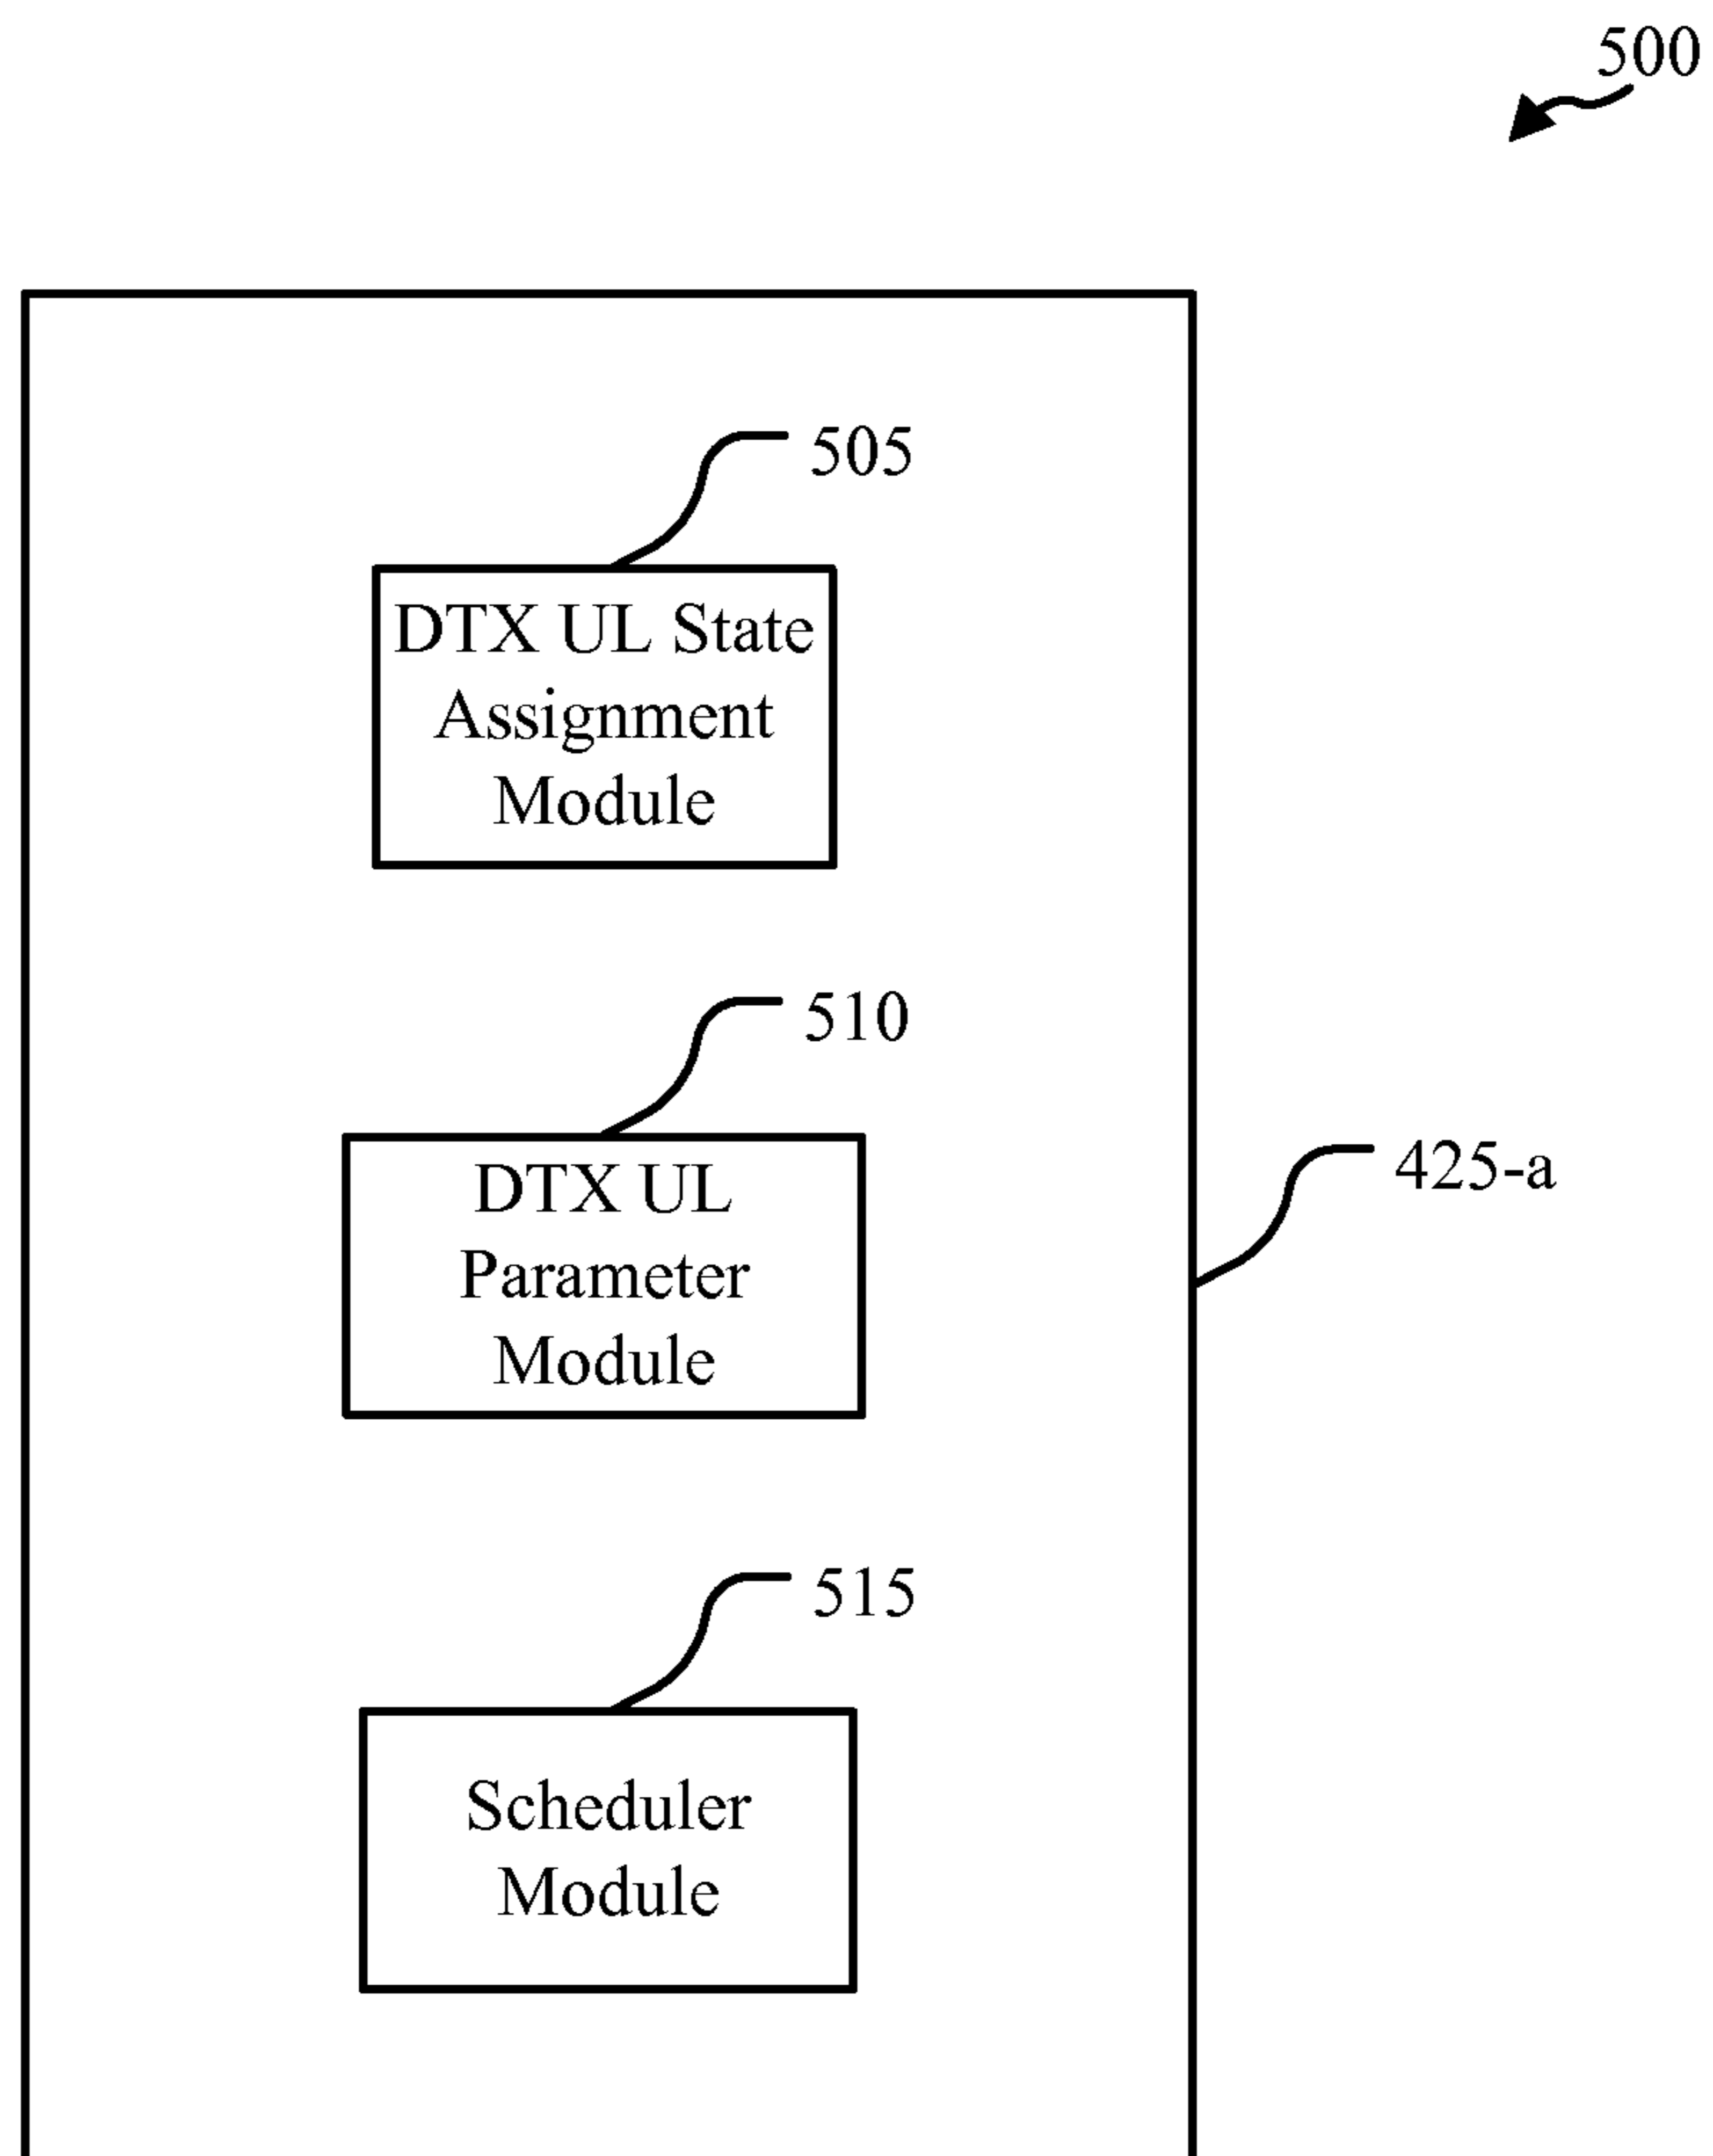 500
505
DTX UL State
Assignment
Module
510
DTX UL
Parameter
Module
425-a
515
Scheduler
Module